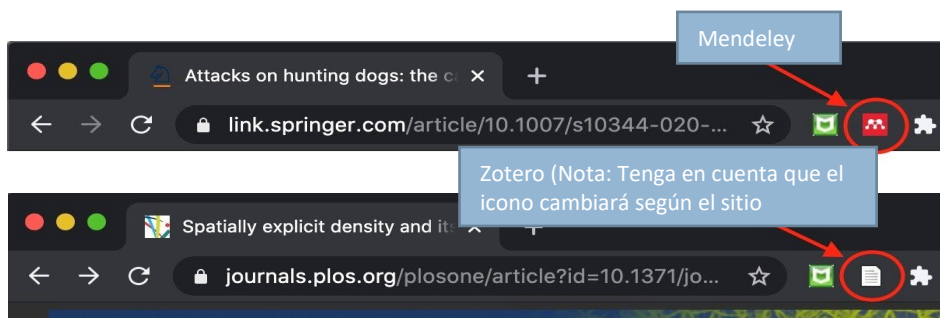 Mendeley
Attacks on hunting dogs: the c
link.springer.com/article/10.1007/s10344-020-...
Zotero (Nota: Tenga en cuenta que el
icono cambiará según el sitio
Spatially explicit density and its
journals.plos.org/plosone/article?id=10.1371/jo...